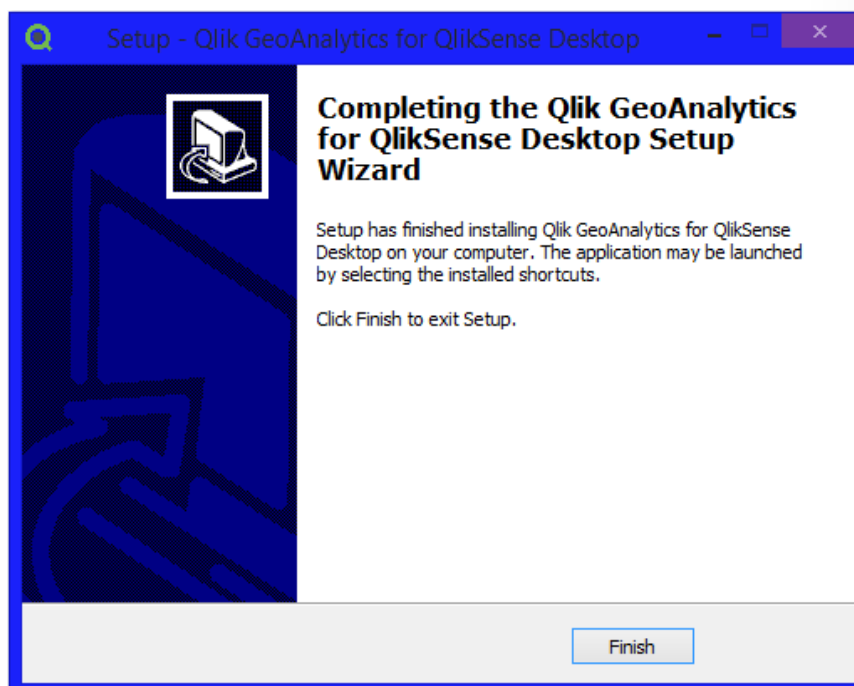 Setup - Qlik GeoAnalytics for QlikSense Desktop
Completing the Qlik GeoAnalytics
for QlikSense Desktop Setup
Wizard
Setup has finished installing Qlik GeoAnalytics for QlikSense
Desktop on your computer. The application may be launched
by selecting the installed shortcuts.
Click Finish to exit Setup.
Finish